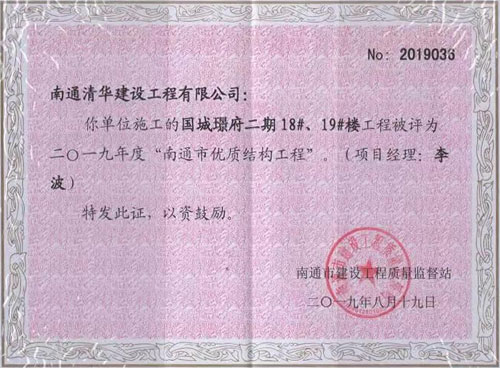 No: 2019036
南通清华建设工程有限公司：
你单位施工的国城璟府二期18#、19#楼工程被评为
二〇一九年度“南通市优质结构工程”。（项目经理：李
波）
特发此证，以资鼓励。
南通市建设工程质量监督站
二〇一九年八月十九日